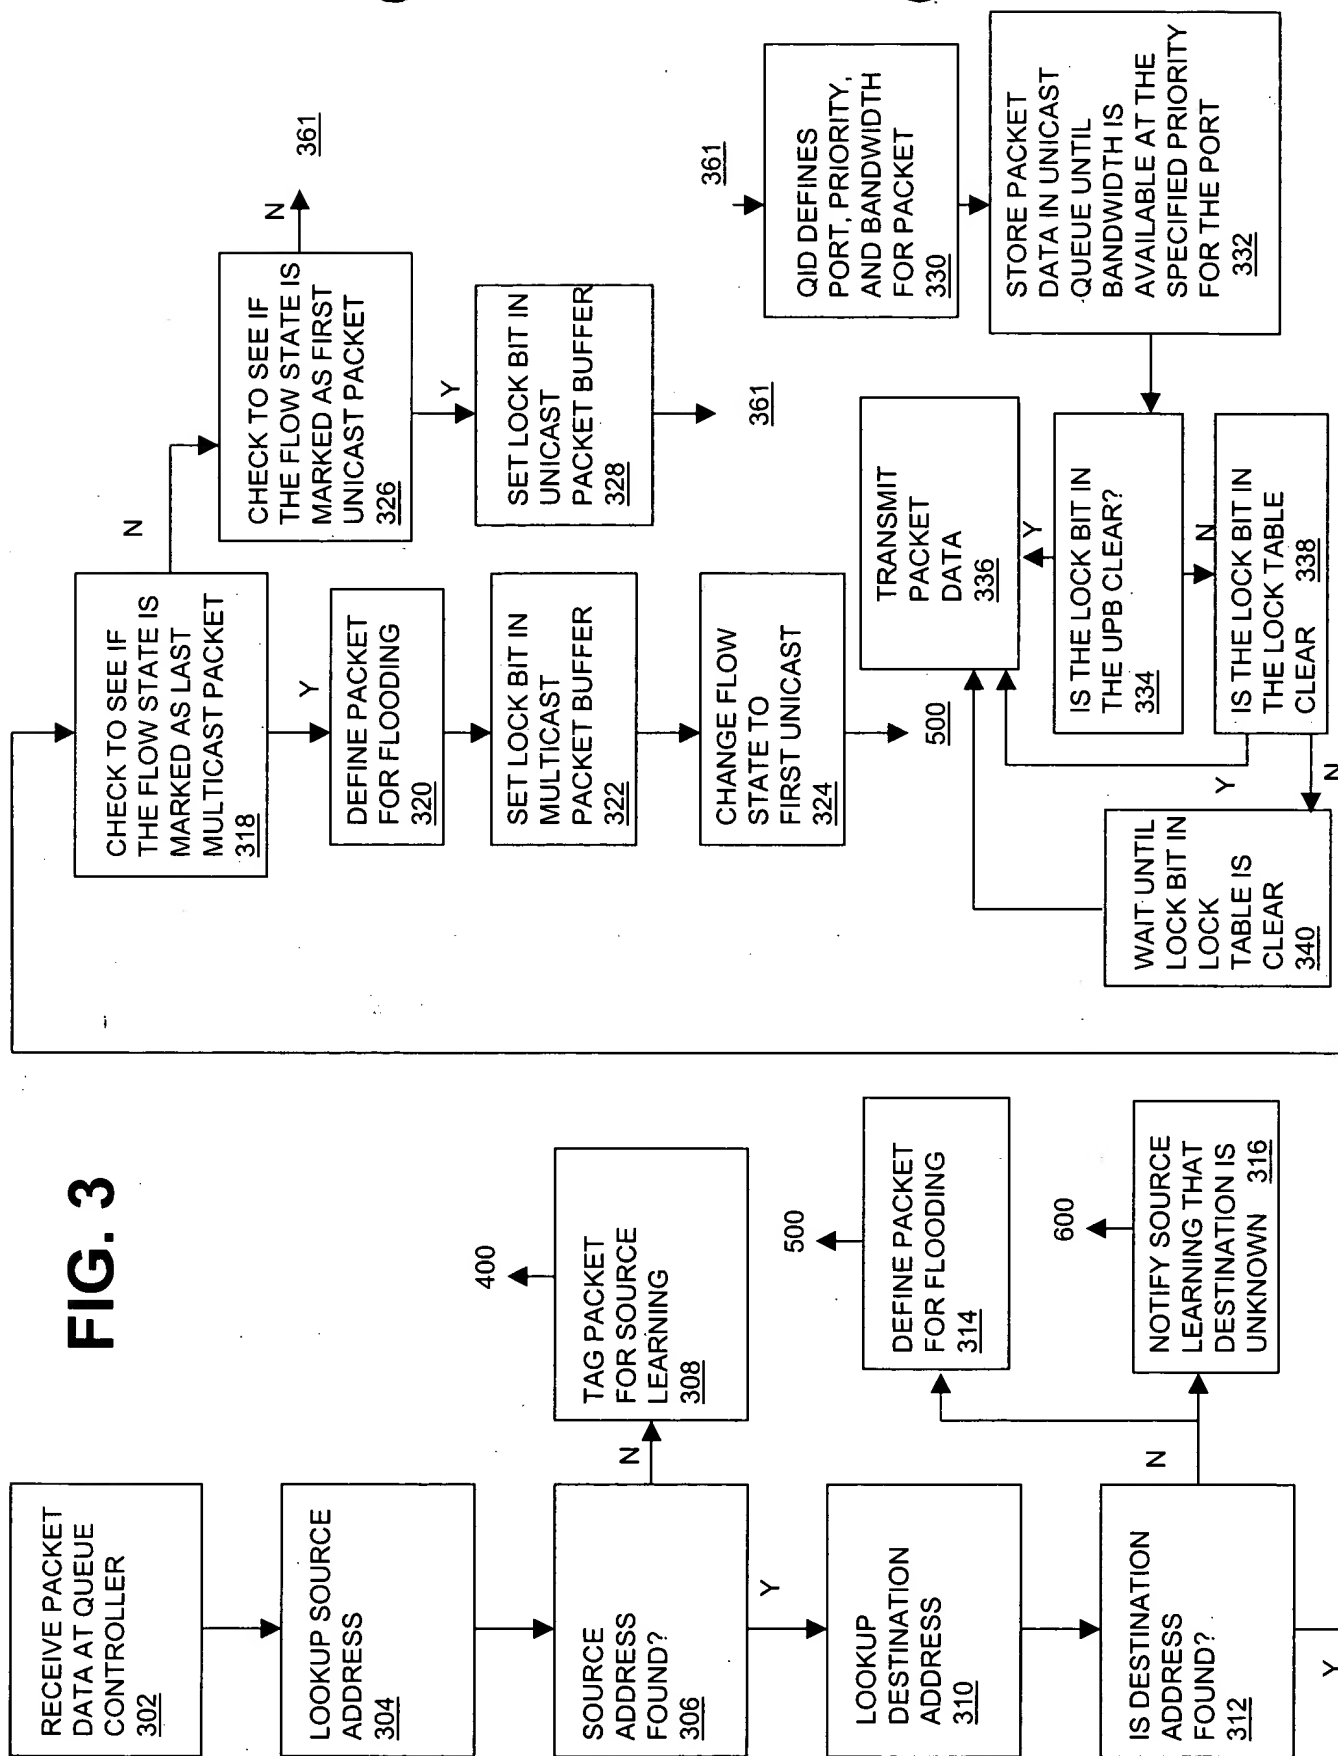 FIG. 3
RECEIVE PACKET
DATA AT QUEUE
CONTROLLER
302
LOOKUP SOURCE
ADDRESS
304
SOURCE
ADDRESS
FOUND?
306
N
TAG PACKET
FOR SOURCE
LEARNING
308
400
Y
LOOKUP
DESTINATION
ADDRESS
310
IS DESTINATION
ADDRESS
FOUND?
312
N
DEFINE PACKET
FOR FLOODING
314
500
NOTIFY SOURCE
LEARNING THAT
DESTINATION IS
UNKNOWN 316
600
Y
CHECK TO SEE IF
THE FLOW STATE IS
MARKED AS LAST
MULTICAST PACKET
318
N
Y
DEFINE PACKET
FOR FLOODING
320
SET LOCK BIT IN
MULTICAST
PACKET BUFFER
322
CHANGE FLOW
STATE TO
FIRST UNICAST
324
500
CHECK TO SEE IF
THE FLOW STATE IS
MARKED AS FIRST
UNICAST PACKET
326
N
361
Y
SET LOCK BIT IN
UNICAST
PACKET BUFFER
328
361
361
QID DEFINES
PORT, PRIORITY,
AND BANDWIDTH
FOR PACKET
330
STORE PACKET
DATA IN UNICAST
QUEUE UNTIL
BANDWIDTH IS
AVAILABLE AT THE
SPECIFIED PRIORITY
FOR THE PORT
332
IS THE LOCK BIT IN
THE UPB CLEAR?
334
Y
TRANSMIT
PACKET
DATA
336
N
IS THE LOCK BIT IN
THE LOCK TABLE
CLEAR 338
Y
N
WAIT UNTIL
LOCK BIT IN
LOCK
TABLE IS
CLEAR
340